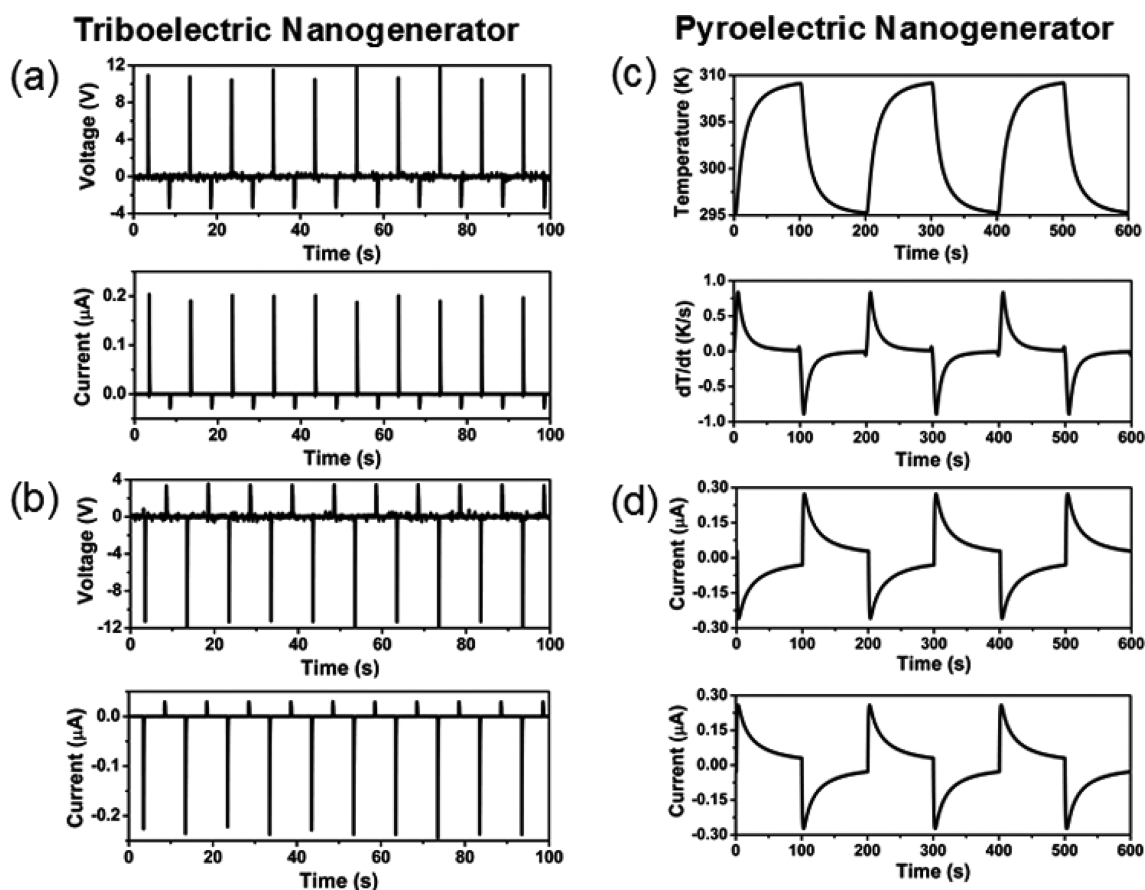 Triboelectric Nanogenerator
Pyroelectric Nanogenerator
(a)
Voltage (V)
12
8
4
0
-4
0 20 40 60 80 100
Time (s)
Current (μA)
0.2
0.1
0.0
0 20 40 60 80 100
Time (s)
(b)
Voltage (V)
4
0
-4
-8
-12
0 20 40 60 80 100
Time (s)
Current (μA)
0.0
-0.1
-0.2
0 20 40 60 80 100
Time (s)
(c)
Temperature (K)
310
305
300
295
0 100 200 300 400 500 600
Time (s)
dT/dt (K/s)
1.0
0.5
0.0
-0.5
-1.0
0 100 200 300 400 500 600
Time (s)
(d)
Current (μA)
0.30
0.15
0.00
-0.15
-0.30
0 100 200 300 400 500 600
Time (s)
Current (μA)
0.30
0.15
0.00
-0.15
-0.30
0 100 200 300 400 500 600
Time (s)